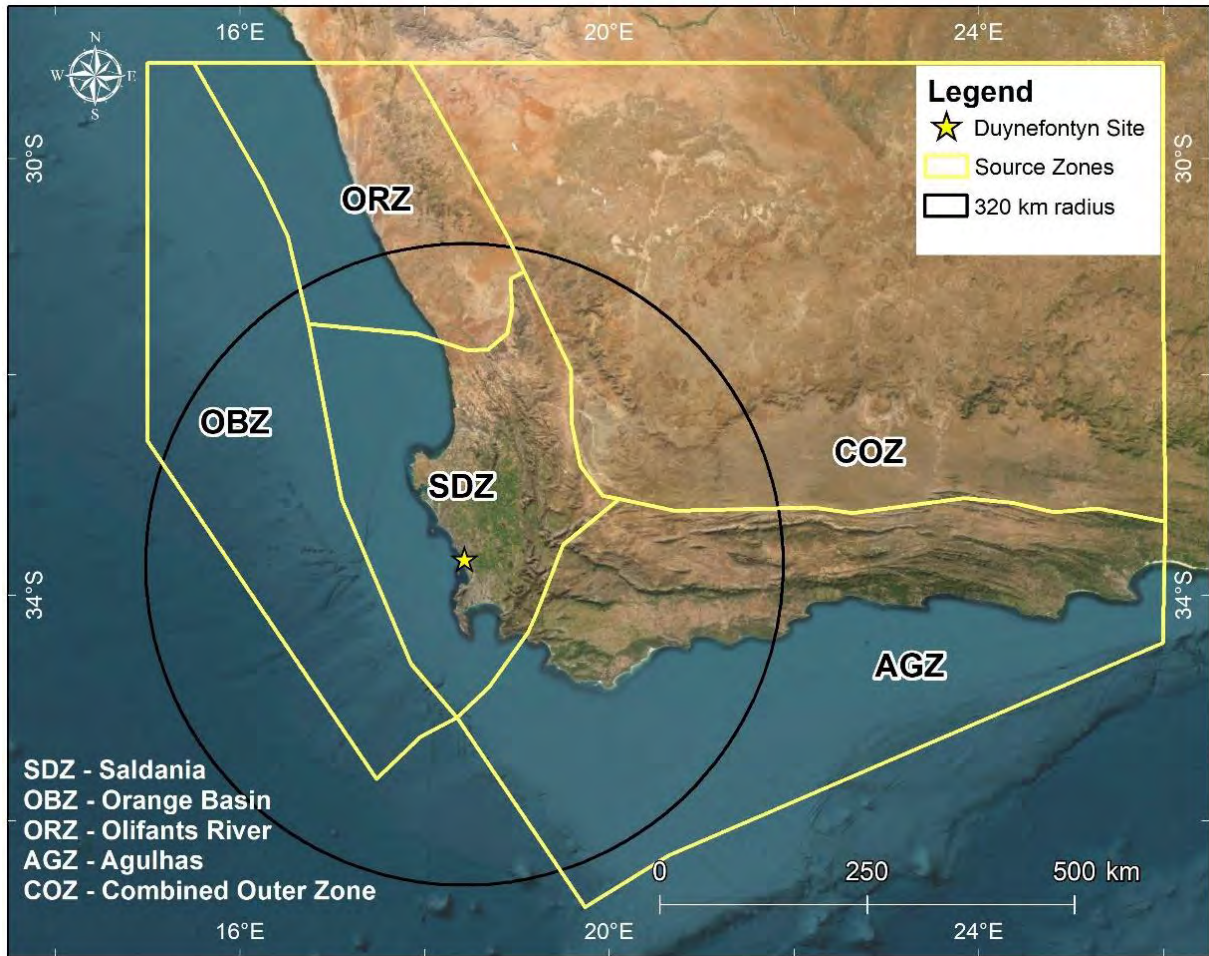 16°E
20°E
24°E
N
W E
S
Legend
Duynefontyn Site
Source Zones
320 km radius
30°S
30°S
ORZ
OBZ
COZ
SDZ
34°S
34°S
AGZ
SDZ - Saldania
OBZ - Orange Basin
ORZ - Olifants River
AGZ - Agulhas
COZ - Combined Outer Zone
0 250 500 km
16°E
20°E
24°E